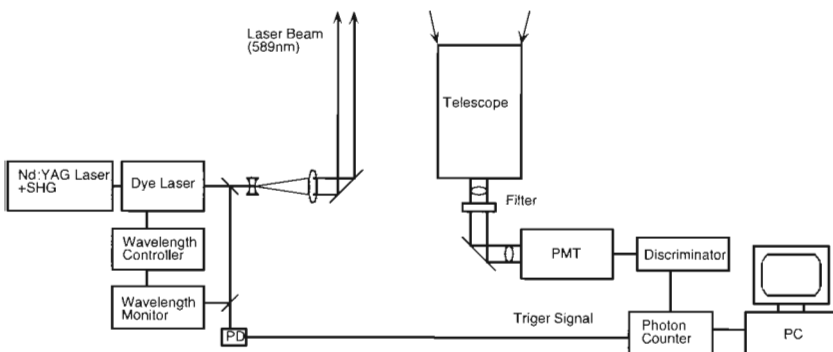 Laser Beam
(589nm)
Telescope
Nd:YAG Laser
+SHG
Dye Laser
Filter
Wavelength
Controller
PMT
Discriminator
Wavelength
Monitor
Triger Signal
PD
Photon
Counter
PC